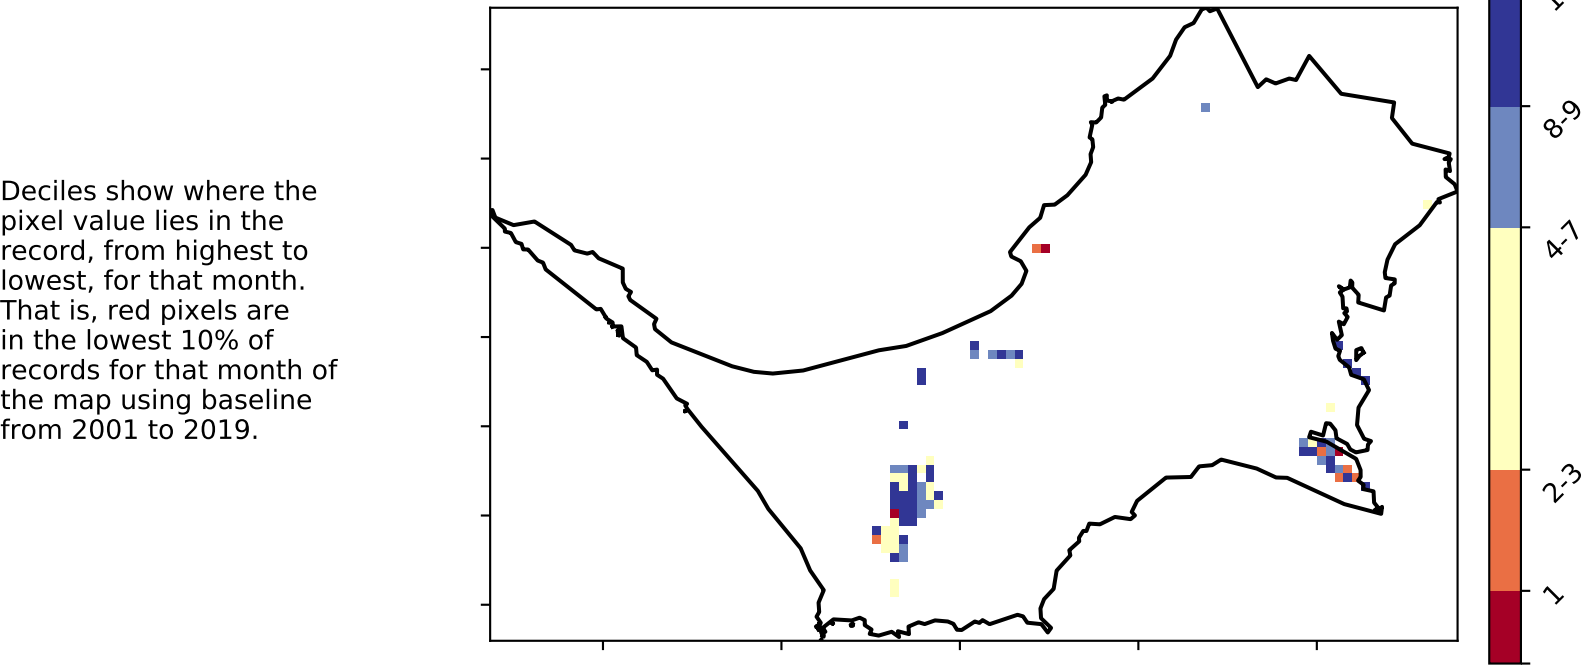 Deciles show where the
pixel value lies in the
record, from highest to
lowest, for that month.
That is, red pixels are
in the lowest 10% of
records for that month of
the map using baseline
from 2001 to 2019.
8-9
4-7
2-3
1